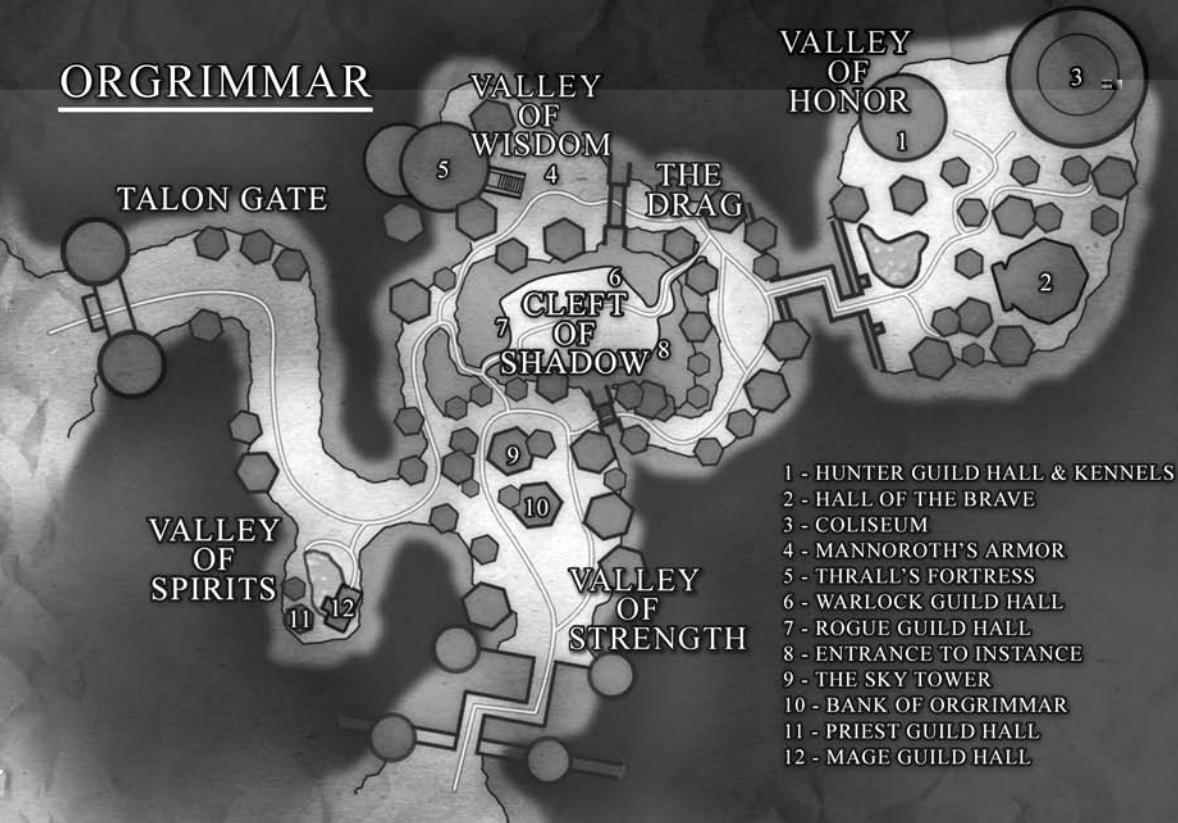 ORGRIMMAR
VALLEY
OF
HONOR
1
3
VALLEY
OF
WISDOM
4
5
THE
DRAG
TALON GATE
2
6
CLEFT
OF
SHADOW
7
8
9
10
VALLEY
OF
SPIRITS
11
12
VALLEY
OF
STRENGTH
1 - HUNTER GUILD HALL & KENNELS
2 - HALL OF THE BRAVE
3 - COLISEUM
4 - MANNOROTH'S ARMOR
5 - THRALL'S FORTRESS
6 - WARLOCK GUILD HALL
7 - ROGUE GUILD HALL
8 - ENTRANCE TO INSTANCE
9 - THE SKY TOWER
10 - BANK OF ORGRIMMAR
11 - PRIEST GUILD HALL
12 - MAGE GUILD HALL